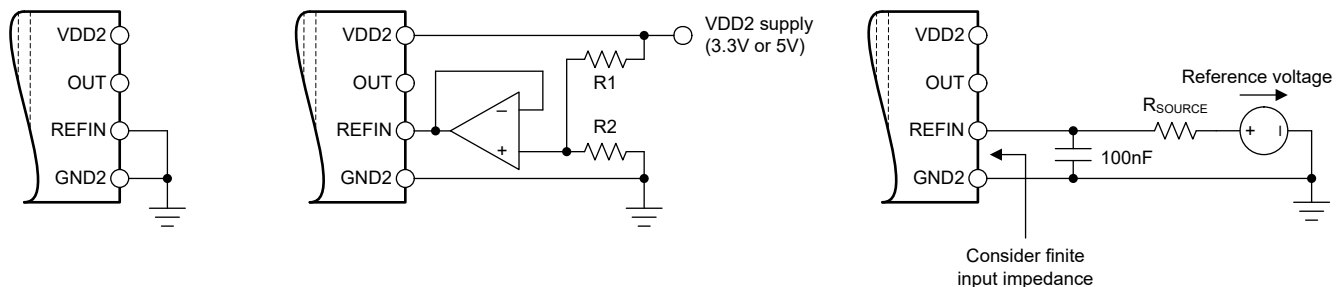 VDD2
OUT
REFIN
GND2
VDD2
OUT
REFIN
GND2
−
+
R1
R2
VDD2 supply
(3.3V or 5V)
VDD2
OUT
REFIN
GND2
RSOURCE
100nF
Reference voltage
+
−
Consider finite
input impedance